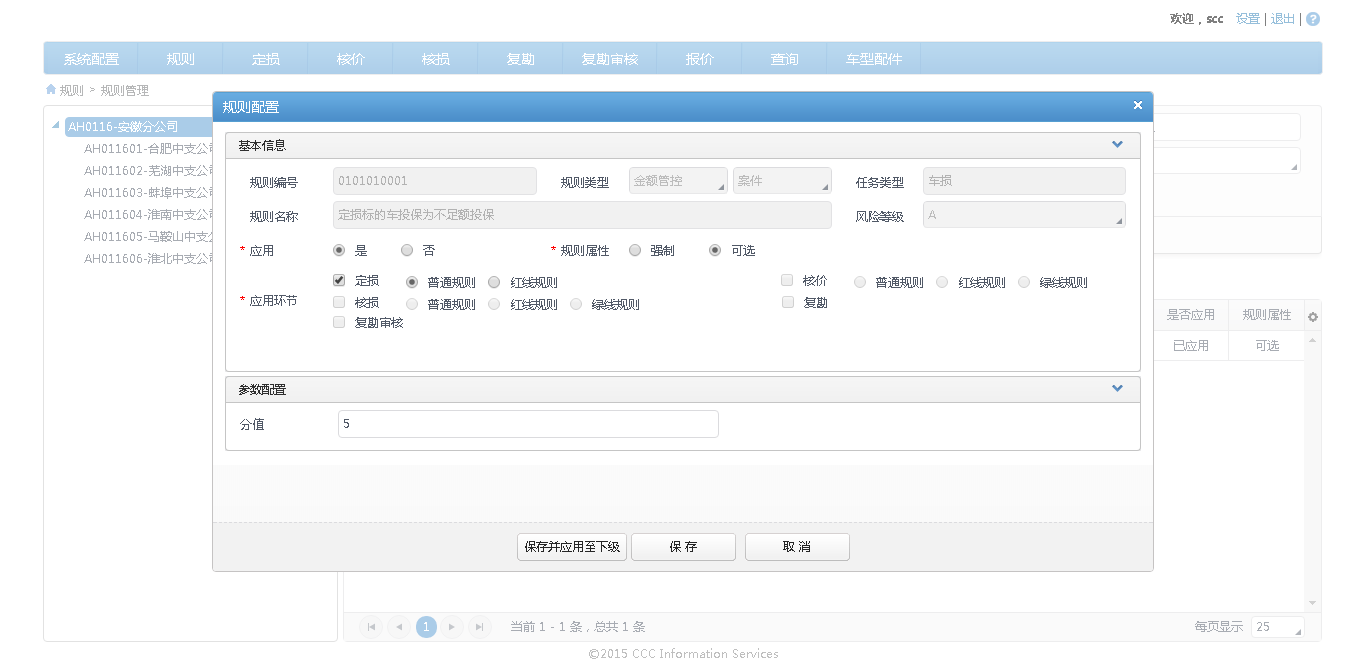 欢迎，scc 设置 | 退出 | ?
系统配置 规则 定损 核价 核损 复勘 复勘审核 报价 查询 车型配件
规则 > 规则管理
AH0116-安徽分公司
AH011601-合肥中支公司
AH011602-芜湖中支公司
AH011603-蚌埠中支公司
AH011604-淮南中支公司
AH011605-马鞍山中支公
AH011606-淮北中支公司
规则配置 ×
基本信息
规则编号 0101010001 规则类型 金额管控 案件 任务类型 车损
规则名称 定损标的车投保为不足额投保 风险等级 A
* 应用 是 否 * 规则属性 强制 可选
* 应用环节
定损 普通规则 红线规则 核价 普通规则 红线规则 绿线规则
核损 普通规则 红线规则 绿线规则 复勘
复勘审核
参数配置
分值 5
保存并应用至下级 保 存 取 消
是否应用 规则属性
已应用 可选
1 当前 1 - 1 条，总共 1 条 每页显示 25
©2015 CCC Information Services